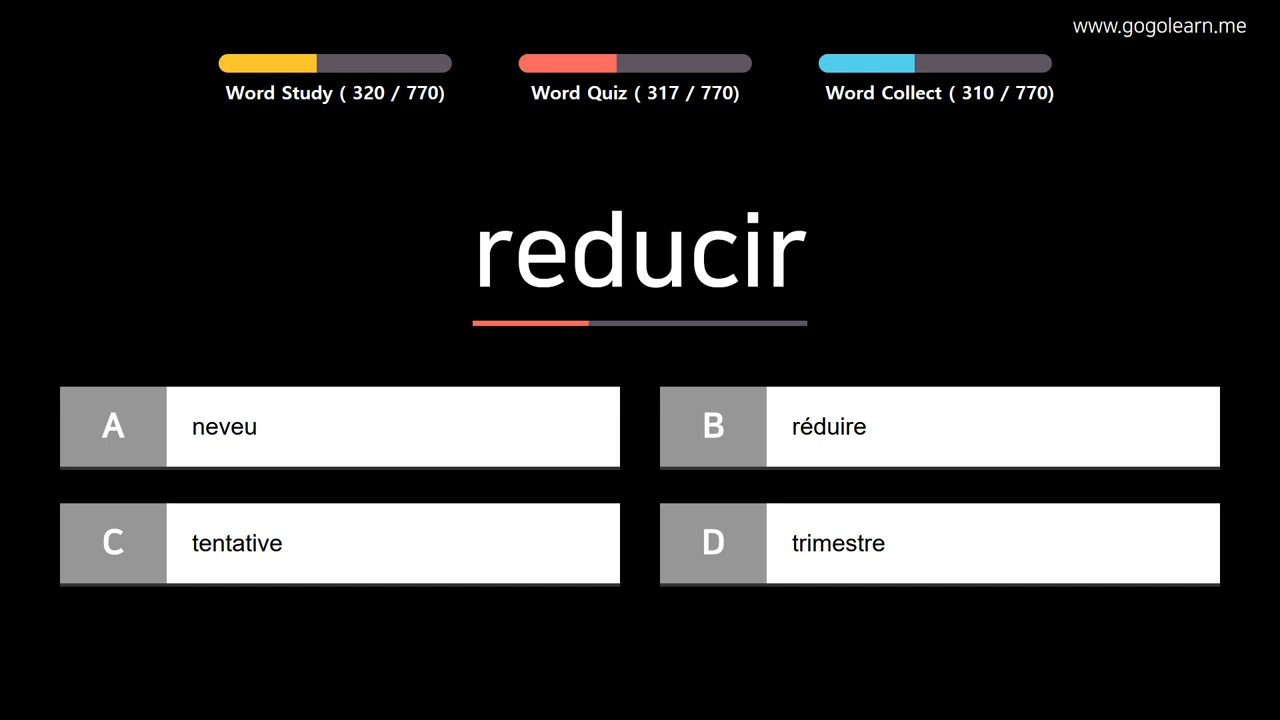 www.gogolearn.me
Word Study ( 320 / 770)
Word Quiz ( 317 / 770)
Word Collect ( 310 / 770)
reducir
A neveu
B réduire
C tentative
D trimestre